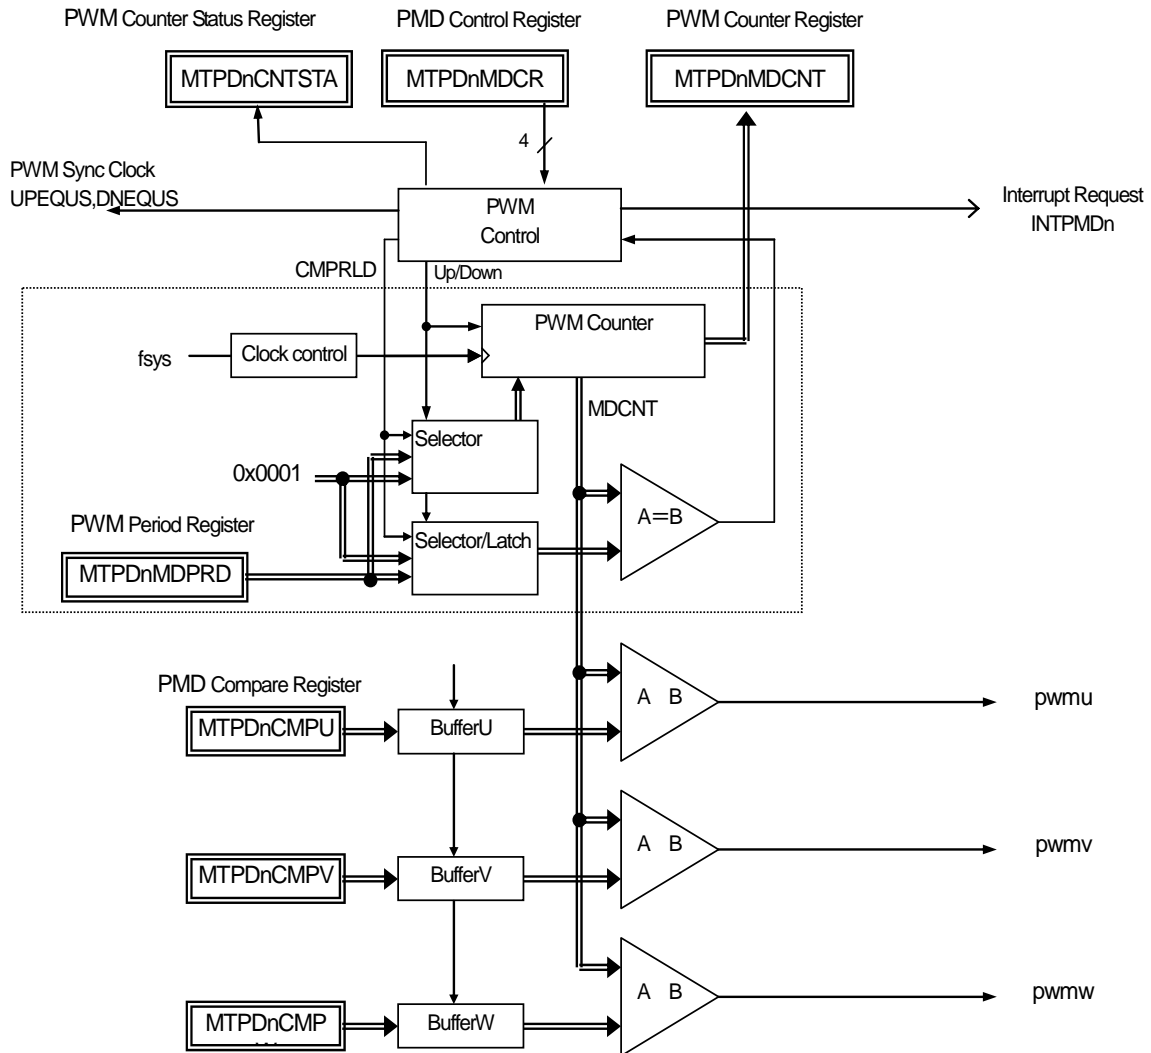 PWM Counter Status Register
PMD Control Register
PWM Counter Register
MTPDnCNTSTA
MTPDnMDCR
MTPDnMDCNT
4
PWM Sync Clock
UPEQUS,DNEQUS
PWM
Control
Interrupt Request
INTPMDn
CMPRLD
Up/Down
PWM Counter
fsys
Clock control
MDCNT
Selector
0x0001
A=B
PWM Period Register
Selector/Latch
MTPDnMDPRD
PMD Compare Register
MTPDnCMPU
BufferU
A B
pwmu
MTPDnCMPV
BufferV
A B
pwmv
MTPDnCMP
BufferW
A B
pwmw